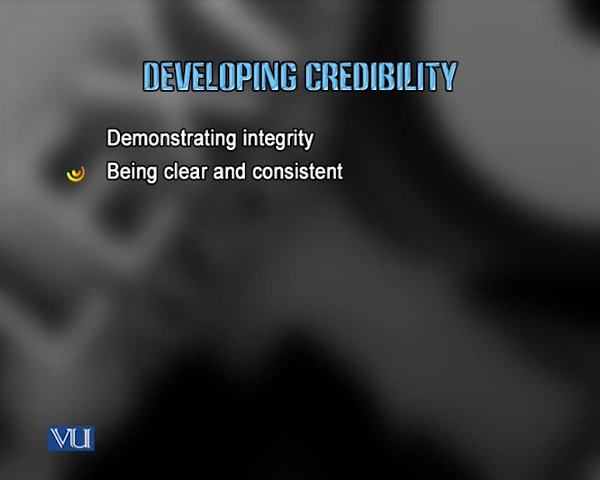 DEVELOPING CREDIBILITY
Demonstrating integrity
Being clear and consistent
VU